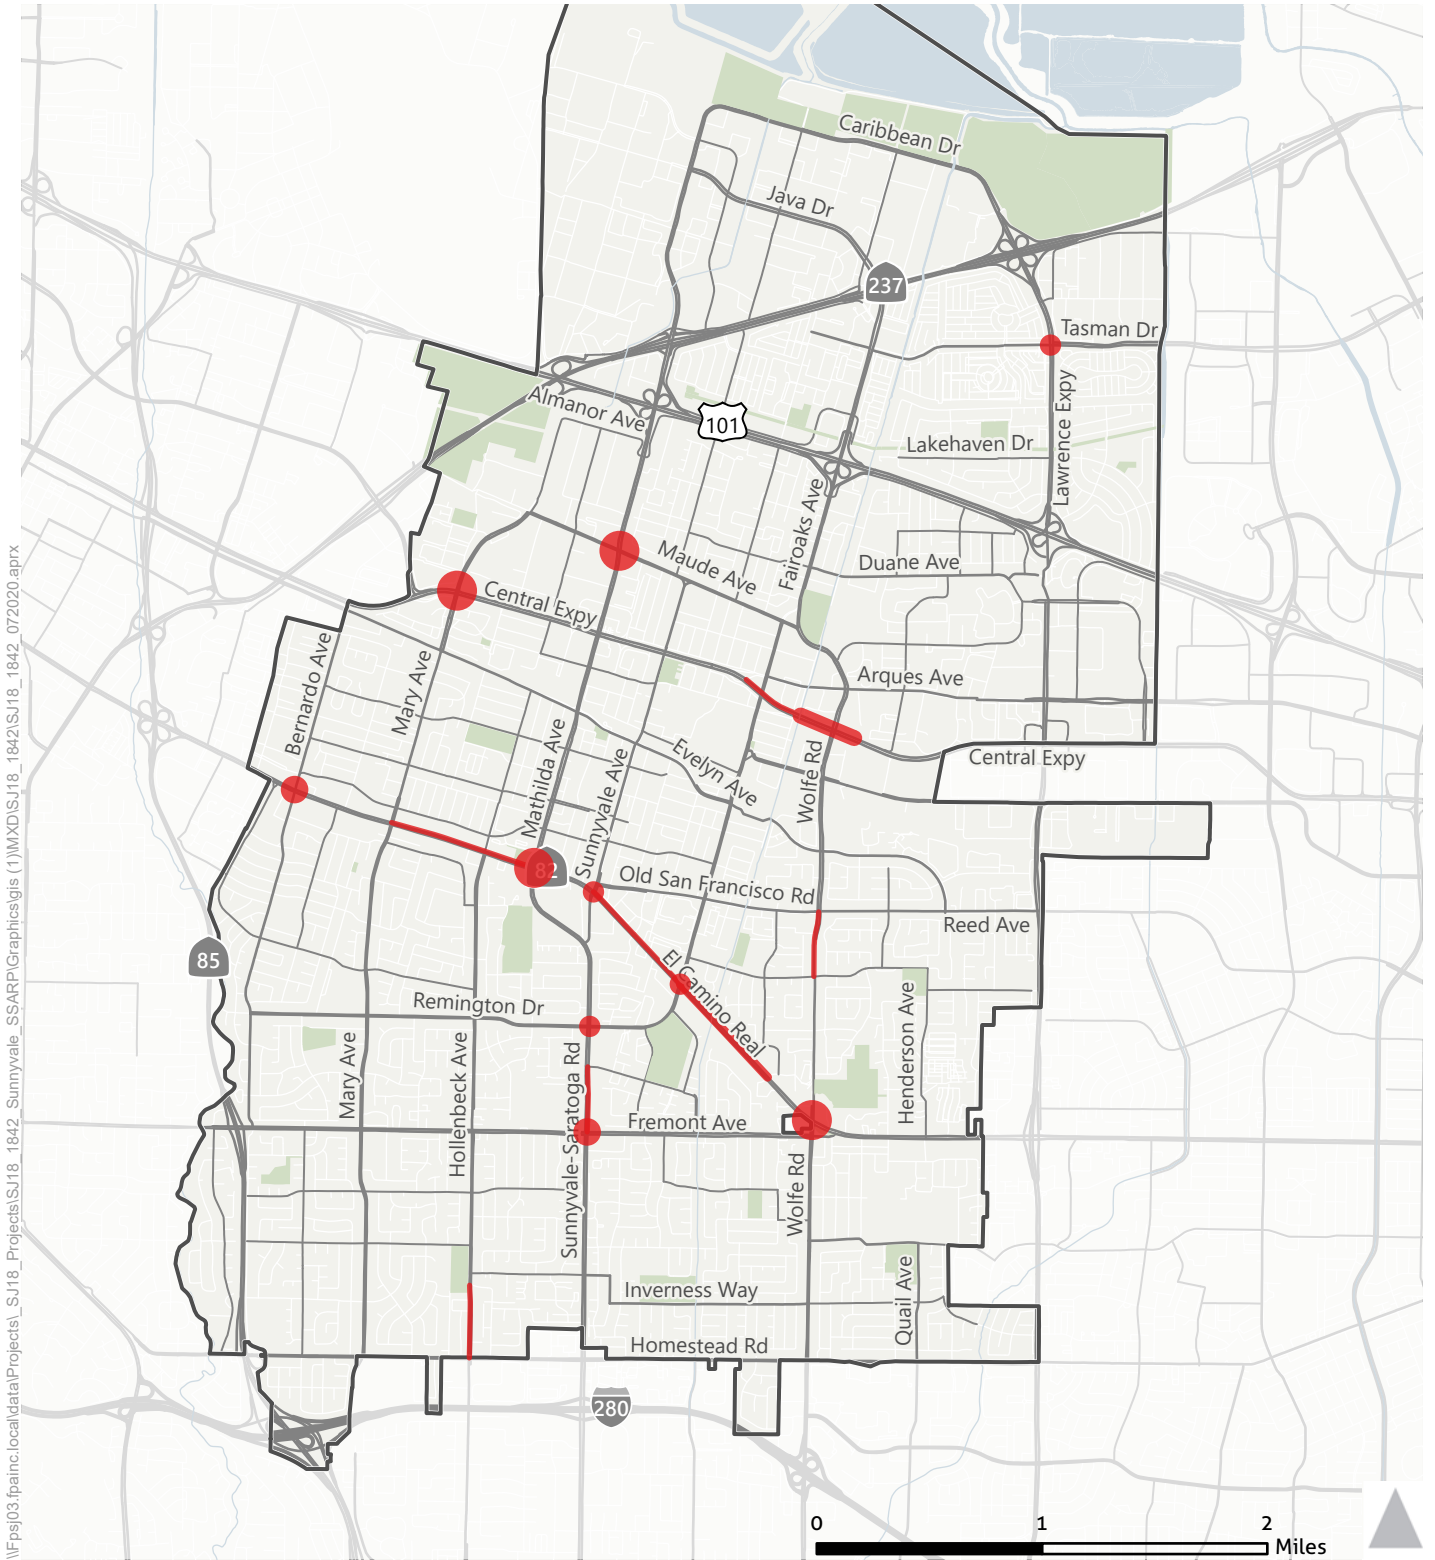 Caribbean Dr
Java Dr
237
Tasman Dr
Almanor Ave
101
Lakehaven Dr
Lawrence Expy
Fairoaks Ave
Maude Ave
Duane Ave
Central Expy
Bernardo Ave
Mary Ave
Arques Ave
Mathilda Ave
Sunnyvale Ave
Evelyn Ave
Wolfe Rd
Central Expy
82
Old San Francisco Rd
Reed Ave
85
El Camino Real
Remington Dr
Mary Ave
Hollenbeck Ave
Sunnyvale-Saratoga Rd
Henderson Ave
Fremont Ave
Wolfe Rd
Inverness Way
Quail Ave
Homestead Rd
280
0 1 2
Miles
\\Fpsj03.fpainc.local\data\Projects\_SJ18_Projects\SJ18_1842_Sunnyvale_SSARP\Graphics\gis (1)\MXD\SJ18_1842\SJ18_1842_072020.aprx